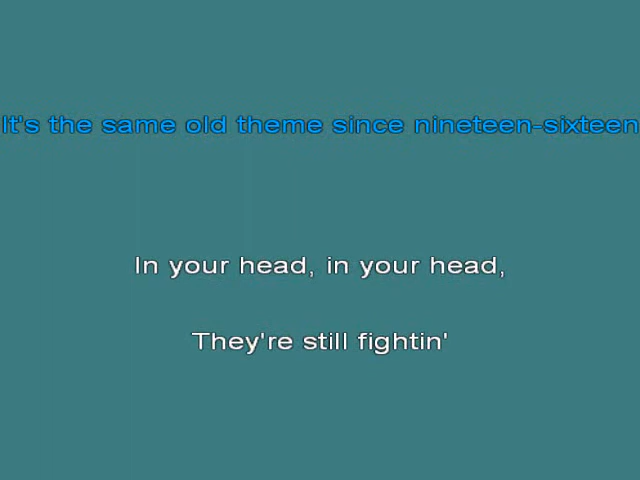 It's the same old theme since nineteen-sixteen
In your head, in your head,
They're still fightin'